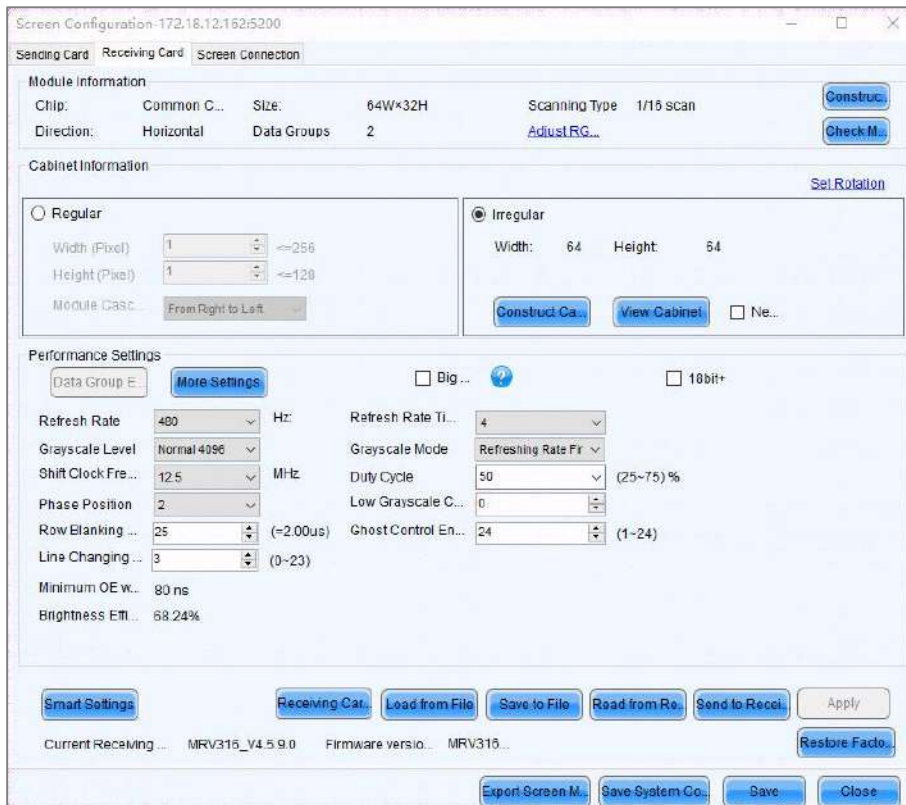 Screen Configuration-172.18.12.162:5200
Sending Card Receiving Card Screen Connection
Module Information
Chip: Common C... Size: 64W×32H Scanning Type 1/16 scan Construc...
Direction: Horizontal Data Groups 2 Adjust RG... Check M...
Cabinet Information
Set Rotation
Regular Irregular
Width (Pixel) 1 <=256 Width: 64 Height: 64
Height (Pixel) 1 <=128
Module Casc... From Right to Left Construct Ca... View Cabinet Ne...
Performance Settings
Data Group E... More Settings Big ... ? 18bit+
Refresh Rate 480 Hz: Refresh Rate Ti... 4
Grayscale Level Normal 4096 Grayscale Mode Refreshing Rate Fir
Shift Clock Fre... 12.5 MHz Duty Cycle 50 (25~75) %
Phase Position 2 Low Grayscale C... 0
Row Blanking ... 25 (=2.00us) Ghost Control En... 24 (1~24)
Line Changing ... 3 (0~23)
Minimum OE w... 80 ns
Brightness Effi... 68.24%
Smart Settings Receiving Car... Load from File Save to File Read from Re... Send to Recei... Apply
Current Receiving ... MRV316_V4.5.9.0 Firmware versio... MRV316... Restore Facto...
Export Screen M... Save System Co... Save Close